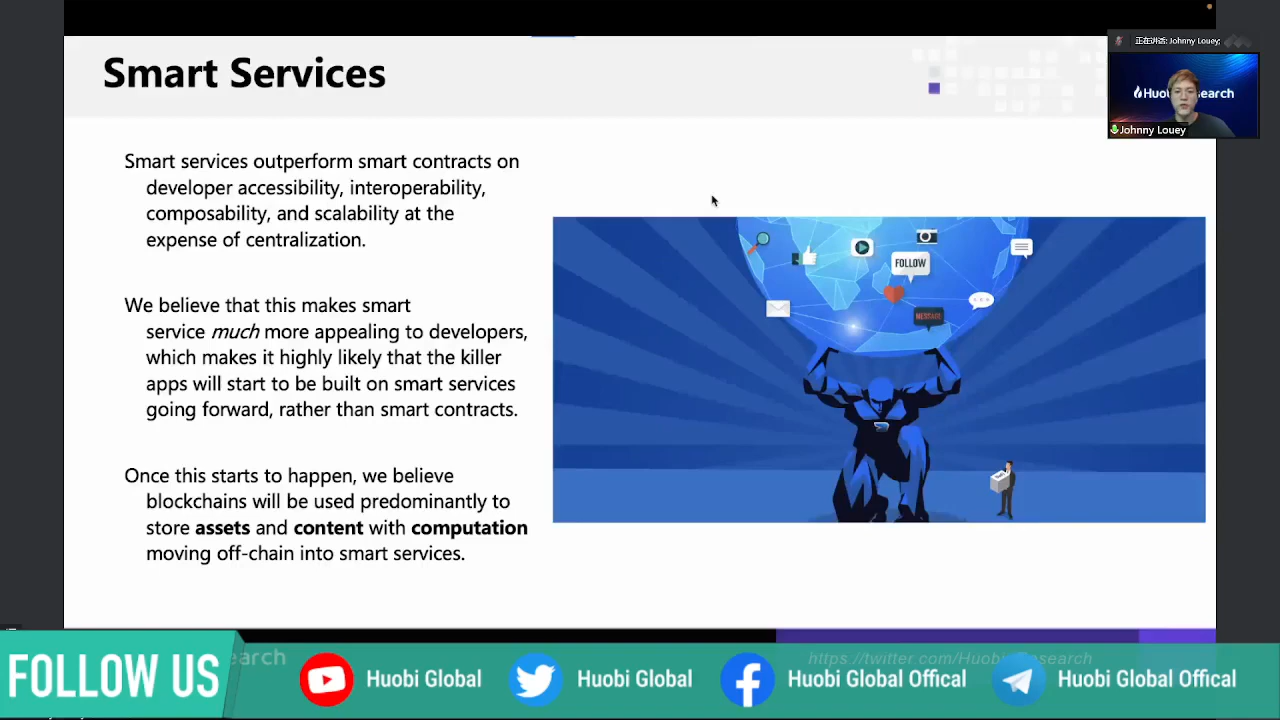 Smart Services
正在讲话: Johnny Louey;
Huobi Research
Johnny Louey
Smart services outperform smart contracts on
developer accessibility, interoperability,
composability, and scalability at the
expense of centralization.
We believe that this makes smart
service much more appealing to developers,
which makes it highly likely that the killer
apps will start to be built on smart services
going forward, rather than smart contracts.
Once this starts to happen, we believe
blockchains will be used predominantly to
store assets and content with computation
moving off-chain into smart services.
FOLLOW
FOLLOW US
earch
https://twitter.com/Huobi_Research
Huobi Global
Huobi Global
Huobi Global Offical
Huobi Global Offical